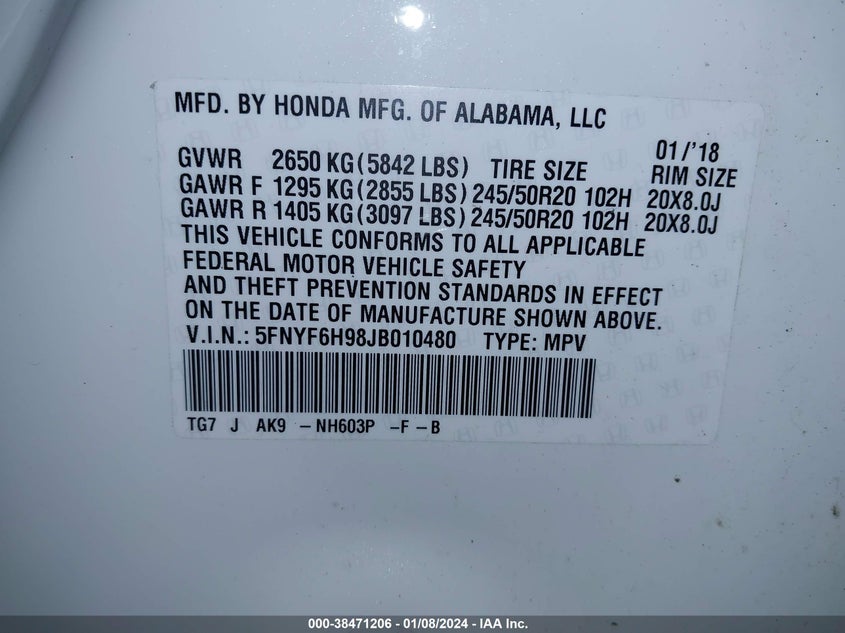 MFD. BY HONDA MFG. OF ALABAMA, LLC
01/'18
GVWR 2650 KG (5842 LBS) TIRE SIZE RIM SIZE
GAWR F 1295 KG (2855 LBS) 245/50R20 102H 20X8.0J
GAWR R 1405 KG (3097 LBS) 245/50R20 102H 20X8.0J
THIS VEHICLE CONFORMS TO ALL APPLICABLE
FEDERAL MOTOR VEHICLE SAFETY
AND THEFT PREVENTION STANDARDS IN EFFECT
ON THE DATE OF MANUFACTURE SHOWN ABOVE.
V.I.N.: 5FNYF6H98JB010480 TYPE: MPV
TG7 J AK9 -NH603P -F-B
000-38471206 - 01/08/2024 - IAA Inc.